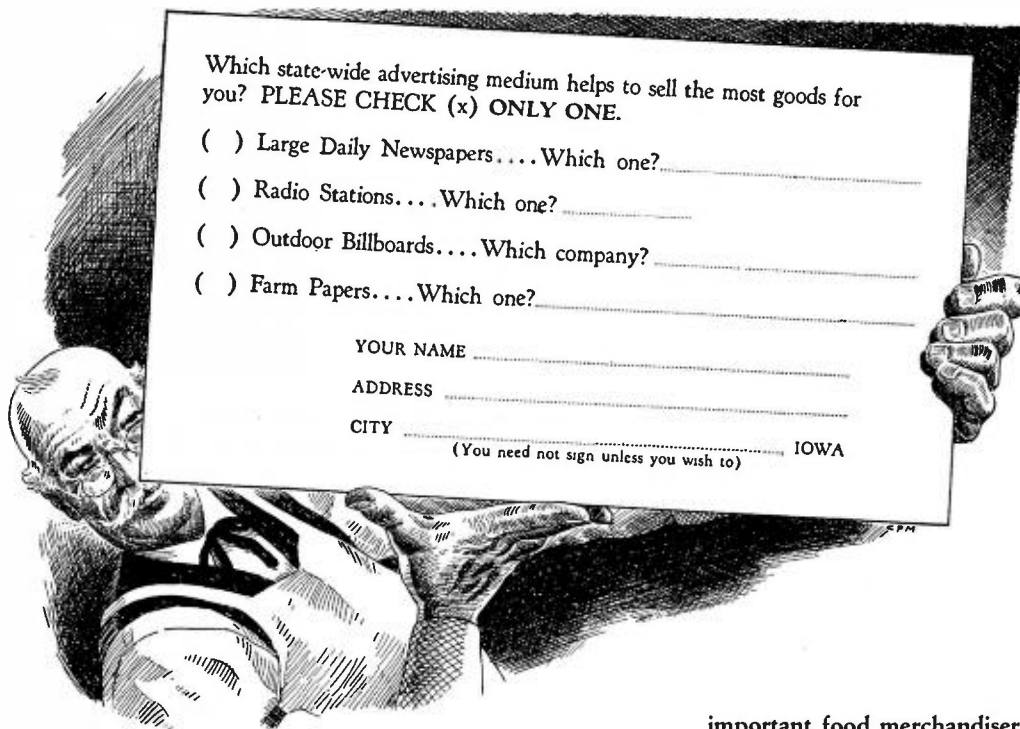 Which state-wide advertising medium helps to sell the most goods for
you? PLEASE CHECK (x) ONLY ONE.
( ) Large Daily Newspapers....Which one?
( ) Radio Stations....Which one?
( ) Outdoor Billboards....Which company?
( ) Farm Papers....Which one?
YOUR NAME
ADDRESS
CITY IOWA
(You need not sign unless you wish to)
CPM
important food merchandiser